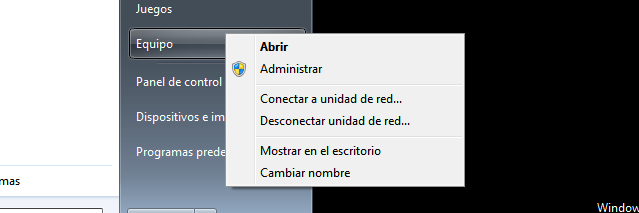 Juegos
Equipo
Abrir
Administrar
Panel de control
Conectar a unidad de red...
Dispositivos e im
Desconectar unidad de red...
Programas prede
Mostrar en el escritorio
Cambiar nombre
mas
Window